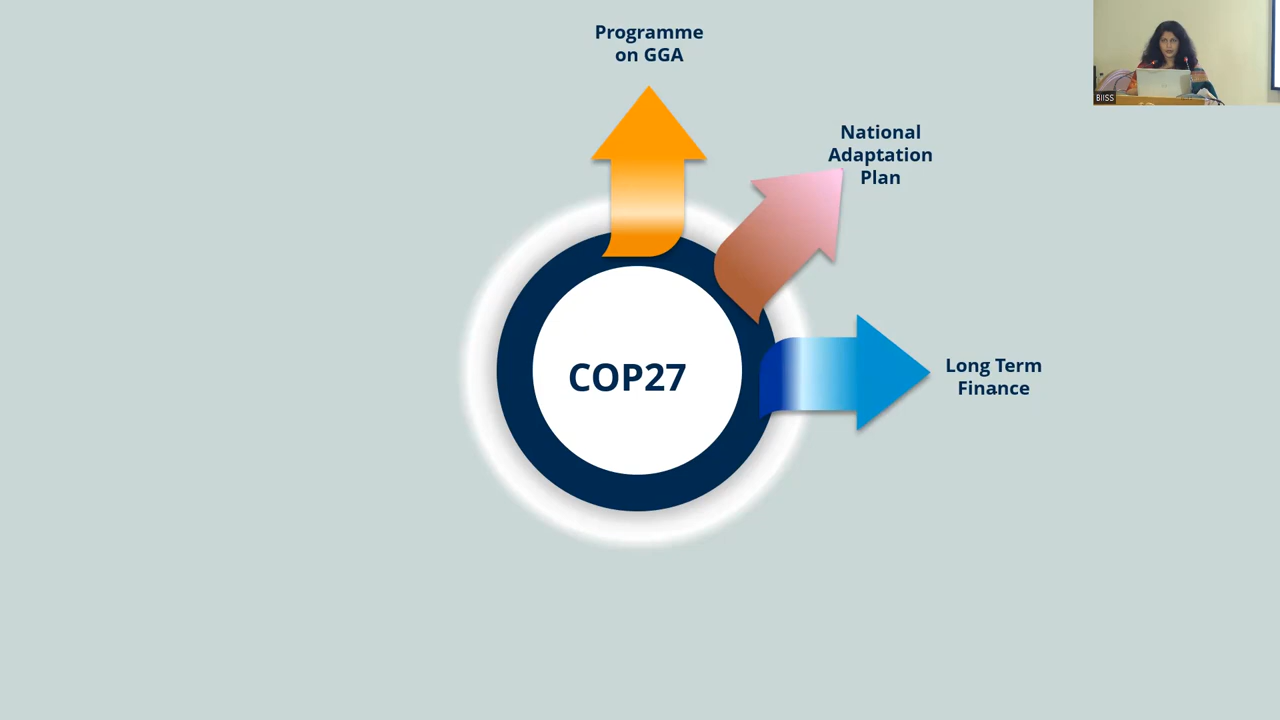 Programme
on GGA
National
Adaptation
Plan
COP27
Long Term
Finance
BIISS